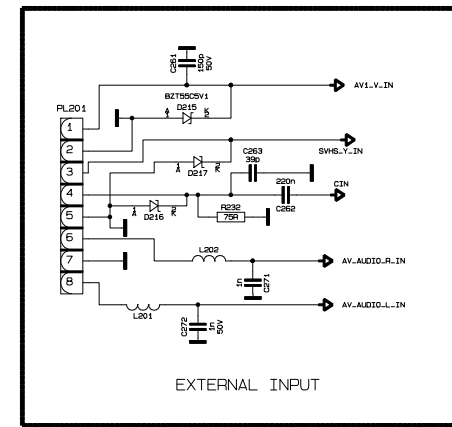 C261
150p
50V
AV1_V_IN
BZT55C5V1
PL201
A
D215
K
1
SVHS_Y_IN
2
C263
39p
3
A
D217
K
220n
CIN
4
C262
5
A
D216
K
R232
75R
6
L202
AV_AUDIO_R_IN
7
1n
C271
8
L201
AV_AUDIO_L_IN
C272
1n
50V
EXTERNAL INPUT